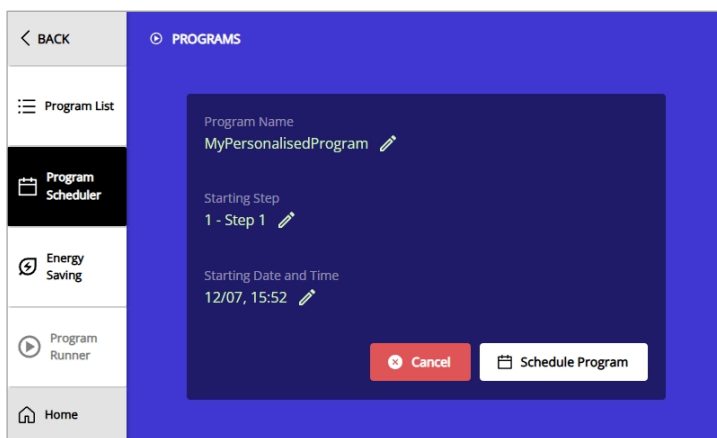 BACK
PROGRAMS
Program List
Program
Scheduler
Energy
Saving
Program
Runner
Home
Program Name
MyPersonalisedProgram
Starting Step
1 - Step 1
Starting Date and Time
12/07, 15:52
Cancel
Schedule Program